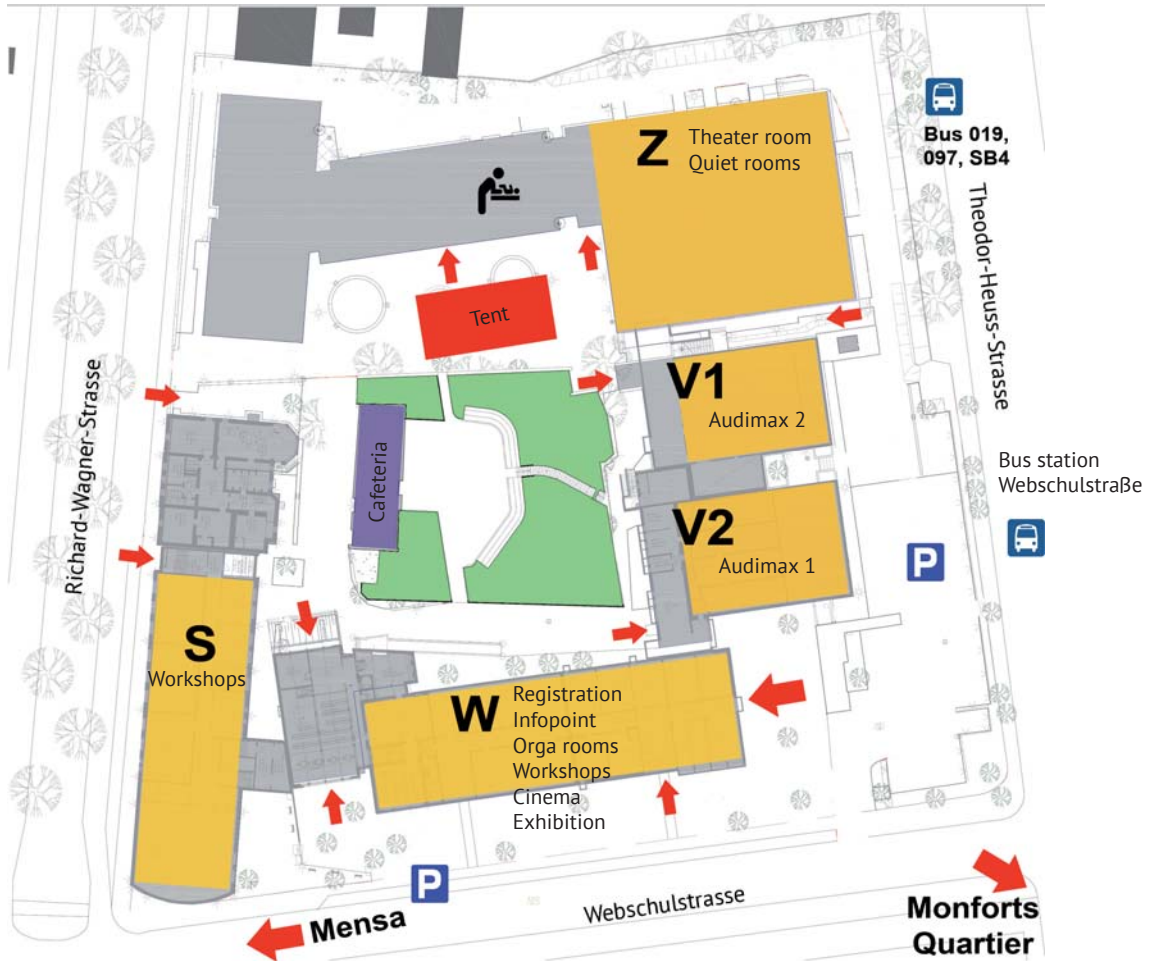 Z
Theater room
Quiet rooms
Bus 019,
097, SB4
Theodor-Heuss-Strasse
Tent
V1
Audimax 2
Richard-Wagner-Strasse
Cafeteria
Bus station
Webschulstraße
V2
Audimax 1
P
S
Workshops
W
Registration
Infopoint
Orga rooms
Workshops
Cinema
Exhibition
P
Mensa
Webschulstrasse
Monforts
Quartier